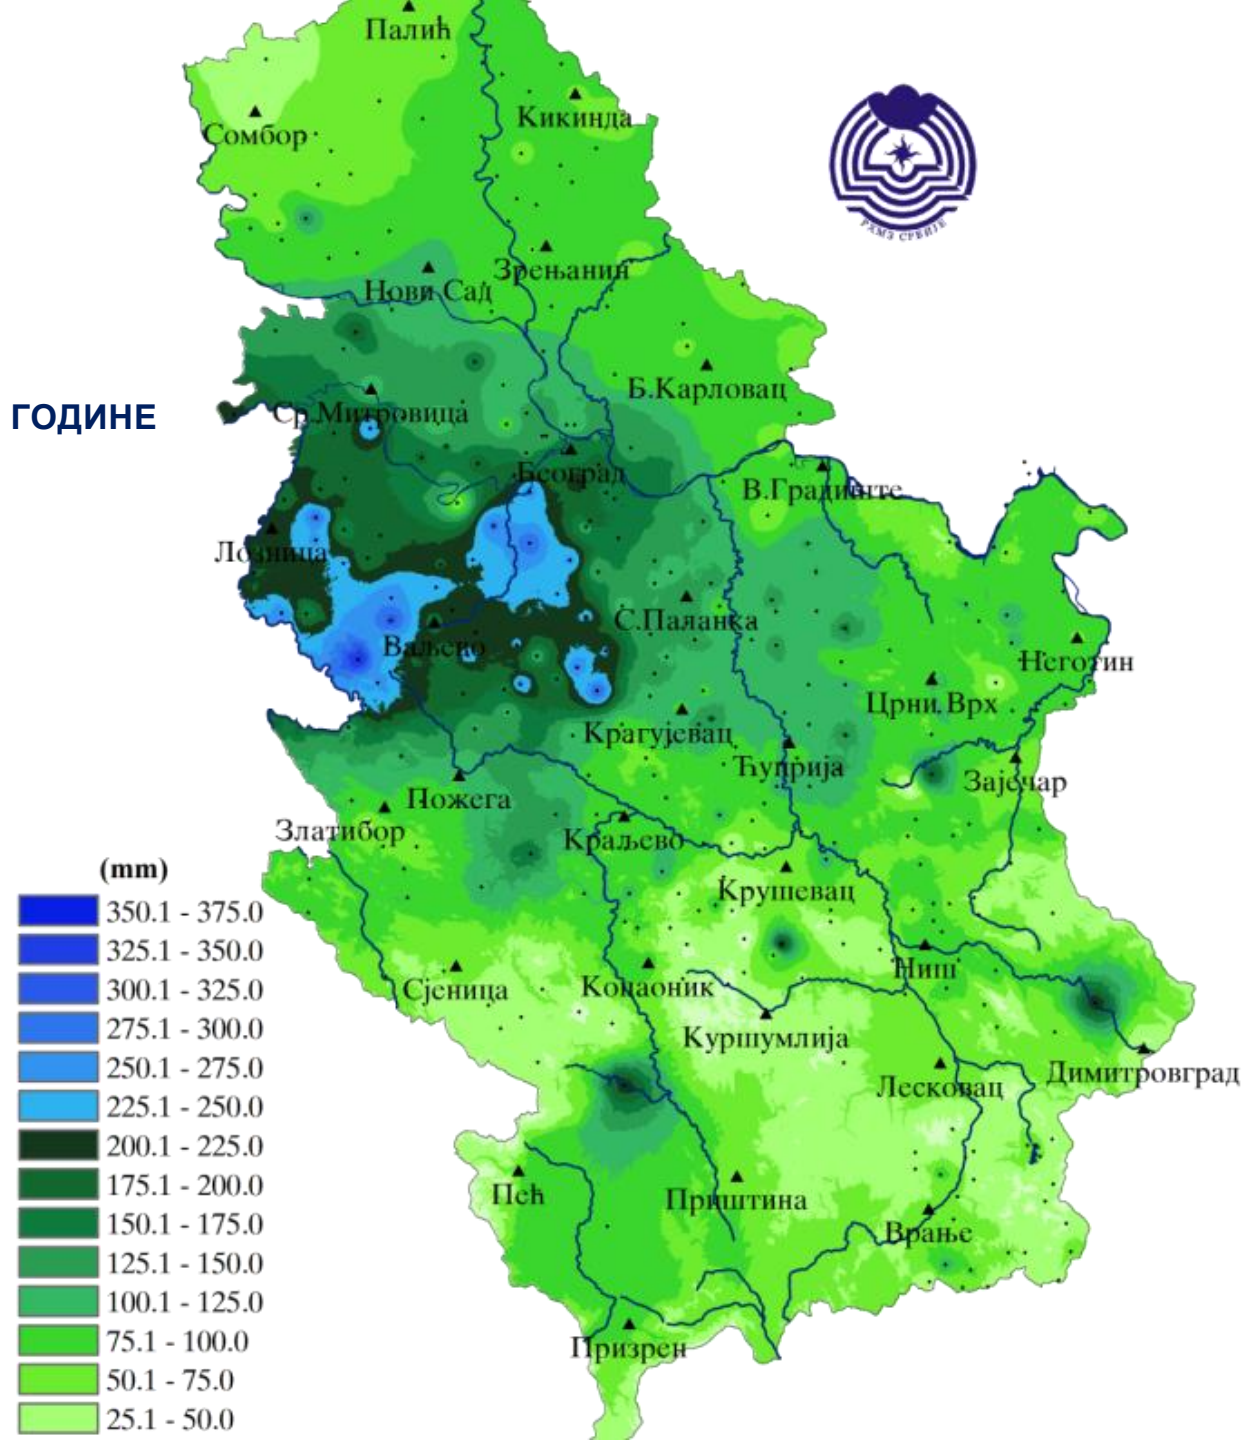 Палић
Кикинда
Сомбор
РХМЗ СРБИЈЕ
Зрењанин
Нови Сад
Б.Карловац
ГОДИНЕ
Ср.Митровица
Београд
В.Градиште
Лозница
С.Паланка
Ваљево
Неготин
Црни Врх
Крагујевац
Ћуприја
Зајечар
Пожега
Златибор
Краљево
Крушевац
Ниш
Сјеница
Копаоник
Куршумлија
Димитровград
Лесковац
Пећ
Приштина
Врање
Призрен
(mm)
350.1 - 375.0
325.1 - 350.0
300.1 - 325.0
275.1 - 300.0
250.1 - 275.0
225.1 - 250.0
200.1 - 225.0
175.1 - 200.0
150.1 - 175.0
125.1 - 150.0
100.1 - 125.0
75.1 - 100.0
50.1 - 75.0
25.1 - 50.0